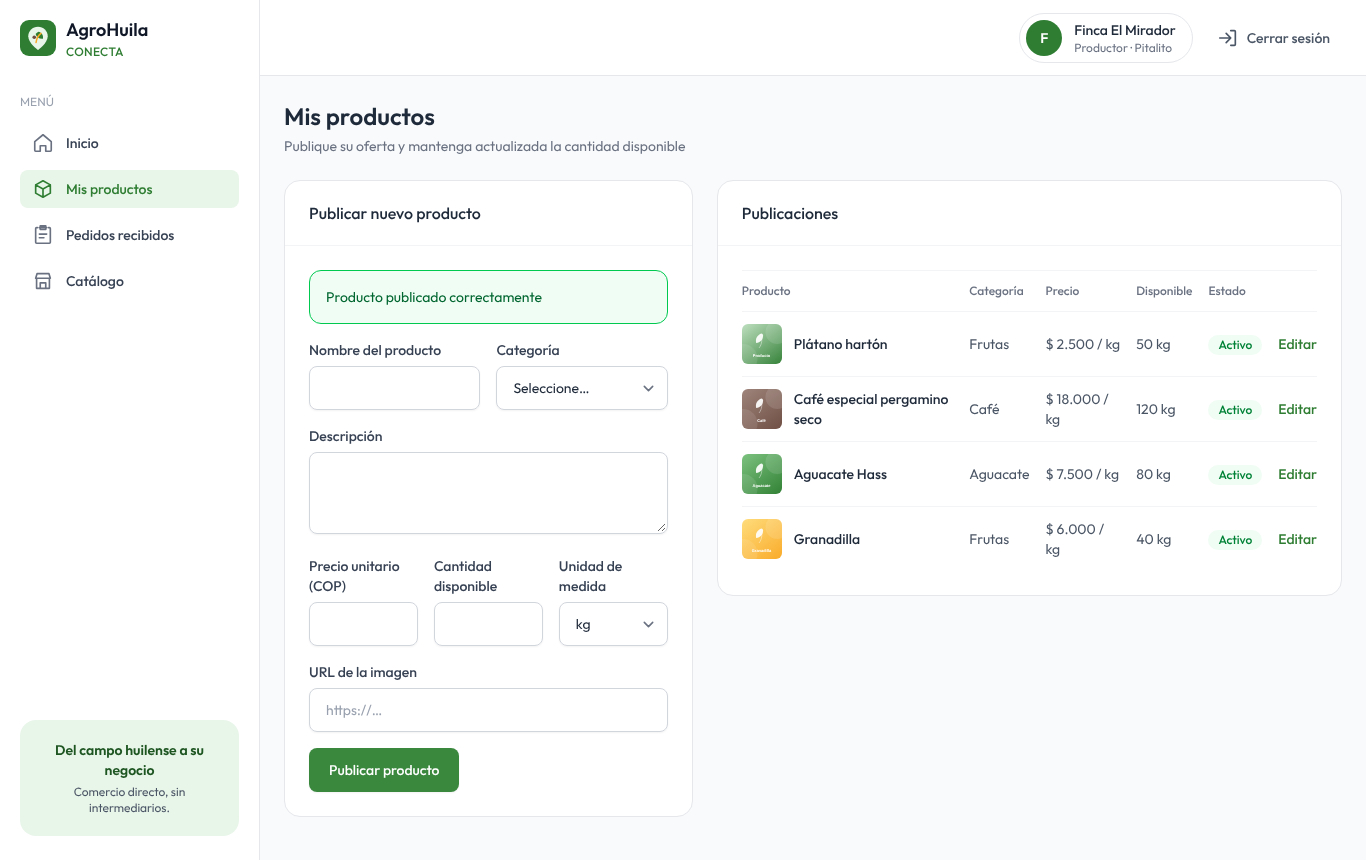 AgroHuila
CONECTA
MENÚ
Inicio
Mis productos
Pedidos recibidos
Catálogo
Del campo huilense a su
negocio
Comercio directo, sin
intermediarios.
F
Finca El Mirador
Productor · Pitalito
Cerrar sesión
Mis productos
Publique su oferta y mantenga actualizada la cantidad disponible
Publicar nuevo producto
Producto publicado correctamente
Nombre del producto
Categoría
Seleccione...
Descripción
Precio unitario
(COP)
Cantidad
disponible
Unidad de
medida
kg
URL de la imagen
https://...
Publicar producto
Publicaciones
Producto Categoría Precio Disponible Estado
Producto
Plátano hartón Frutas $ 2.500 / kg 50 kg Activo Editar
Café
Café especial pergamino
seco
Café
$ 18.000 /
kg
120 kg Activo Editar
Aguacate
Aguacate Hass Aguacate $ 7.500 / kg 80 kg Activo Editar
Granadilla
Granadilla Frutas
$ 6.000 /
kg
40 kg Activo Editar